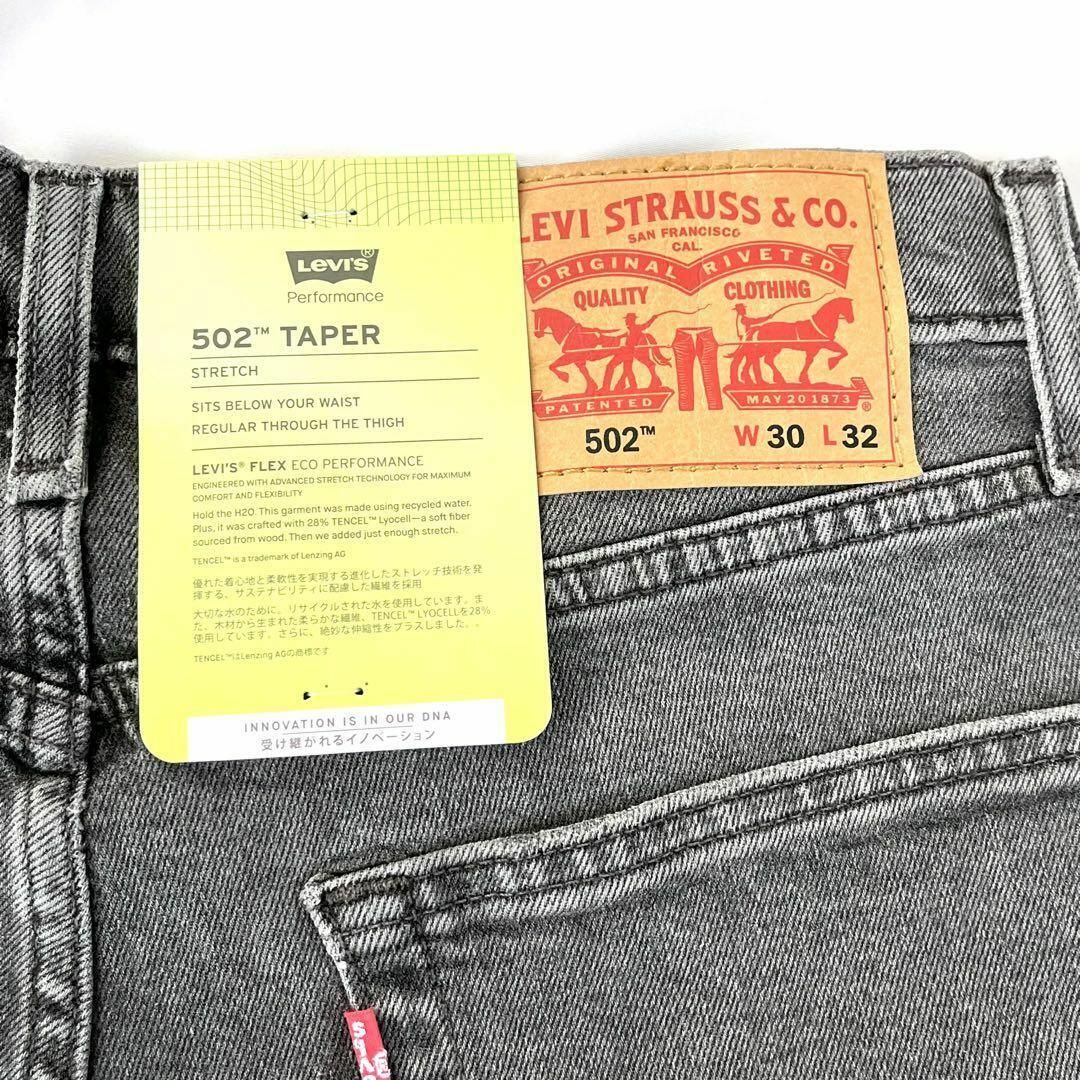 LEVI'S®
Performance
502™ TAPER
STRETCH
SITS BELOW YOUR WAIST
REGULAR THROUGH THE THIGH
LEVI'S® FLEX ECO PERFORMANCE
ENGINEERED WITH ADVANCED STRETCH TECHNOLOGY FOR MAXIMUM
COMFORT AND FLEXIBILITY
Hold the H2O. This garment was made using recycled water.
Plus, it was crafted with 28% TENCEL™ Lyocell—a soft fiber
sourced from wood. Then we added just enough stretch.
TENCEL™ is a trademark of Lenzing AG
優れた着心地と柔軟性を実現する進化したストレッチ技術を発
揮する、サステナビリティに配慮した繊維を採用
大切な水のために。リサイクルされた水を使用しています。ま
た、木材から生まれた柔らかな繊維、TENCEL™ LYOCELLを28%
使用しています。さらに、絶妙な伸縮性をプラスしました。。
TENCEL™はLenzing AGの商標です
INNOVATION IS IN OUR DNA
受け継がれるイノベーション
LEVI STRAUSS & CO.
SAN FRANCISCO
CAL.
ORIGINAL RIVETED
QUALITY CLOTHING
PATENTED MAY 20 1873 ®
502™ W 30 L 32